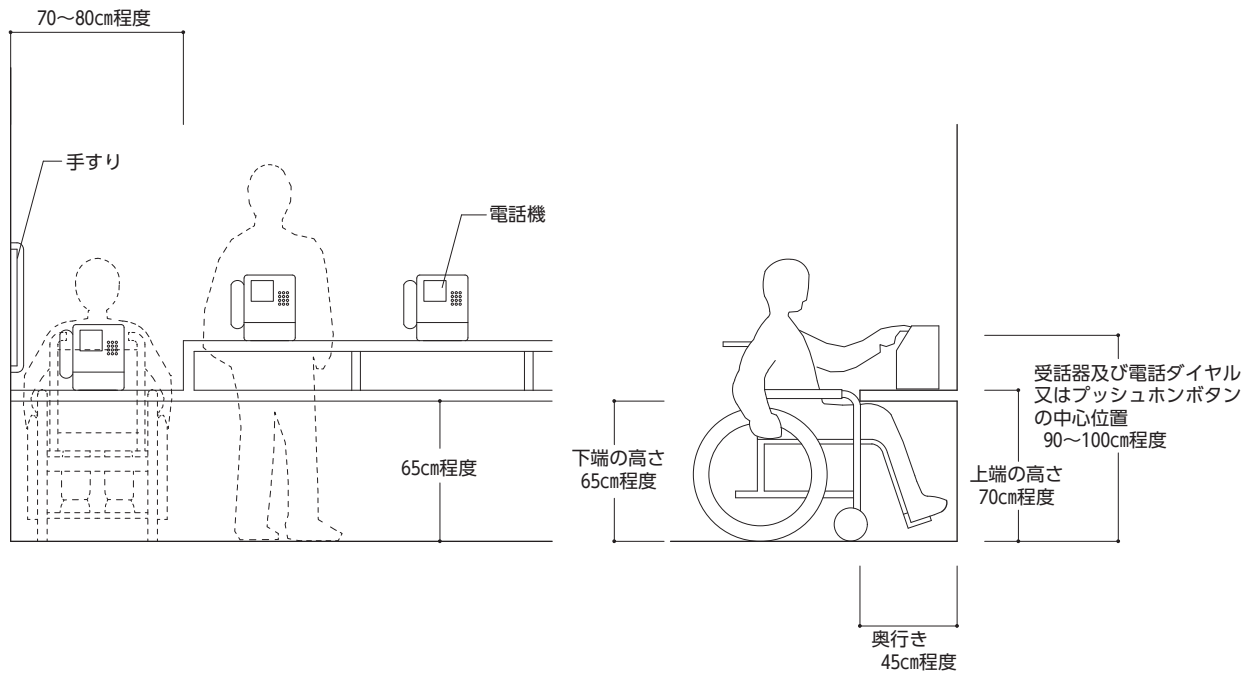 70～80㎝程度
手すり
電話機
65㎝程度
下端の高さ
65㎝程度
受話器及び電話ダイヤル
又はプッシュホンボタン
の中心位置
90～100㎝程度
上端の高さ
70㎝程度
奥行き
45㎝程度